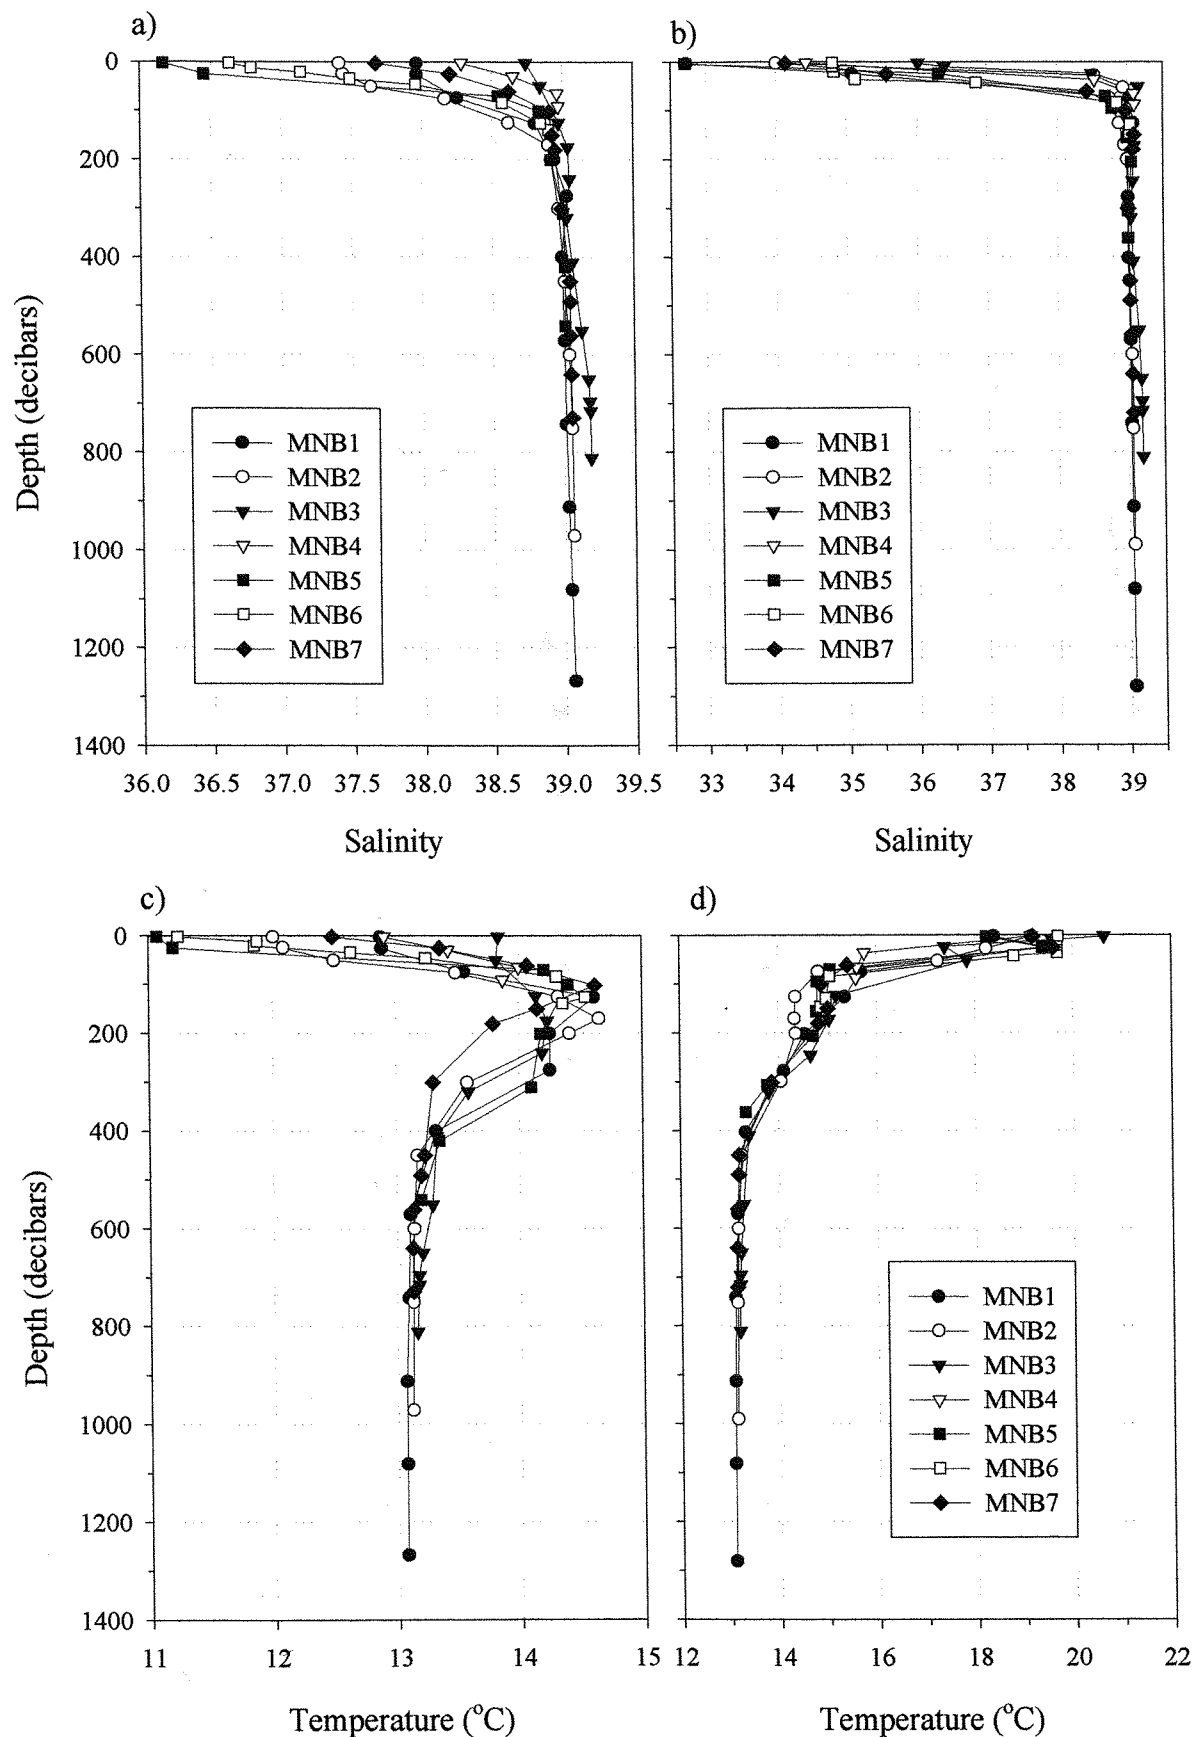 a)
0
200
400
600
800
1000
1200
1400
Depth (decibars)
MNB1
MNB2
MNB3
MNB4
MNB5
MNB6
MNB7
36.0 36.5 37.0 37.5 38.0 38.5 39.0 39.5
Salinity
b)
MNB1
MNB2
MNB3
MNB4
MNB5
MNB6
MNB7
33 35 37 39
Salinity
c)
0
200
400
600
800
1000
1200
1400
Depth (decibars)
11 12 13 14 15
Temperature (°C)
d)
MNB1
MNB2
MNB3
MNB4
MNB5
MNB6
MNB7
12 14 16 18 20 22
Temperature (°C)